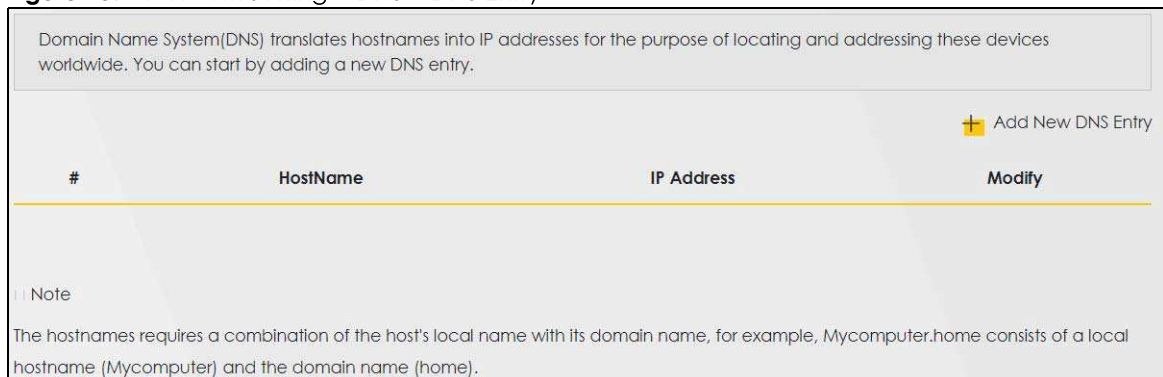 Domain Name System(DNS) translates hostnames into IP addresses for the purpose of locating and addressing these devices
worldwide. You can start by adding a new DNS entry.
+ Add New DNS Entry
# HostName IP Address Modify
Note
The hostnames requires a combination of the host's local name with its domain name, for example, Mycomputer.home consists of a local
hostname (Mycomputer) and the domain name (home).